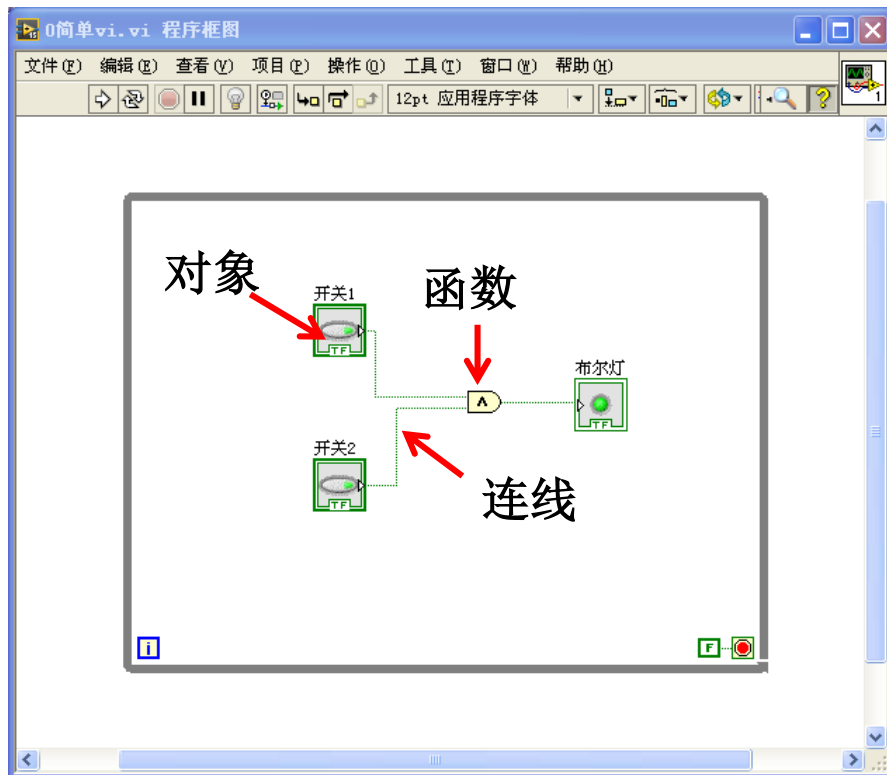 0简单vi.vi 程序框图
文件(F) 编辑(E) 查看(V) 项目(P) 操作(O) 工具(T) 窗口(W) 帮助(H)
12pt 应用程序字体
1
对象
函数
开关1
TF
布尔灯
TF
开关2
TF
连线
i
F